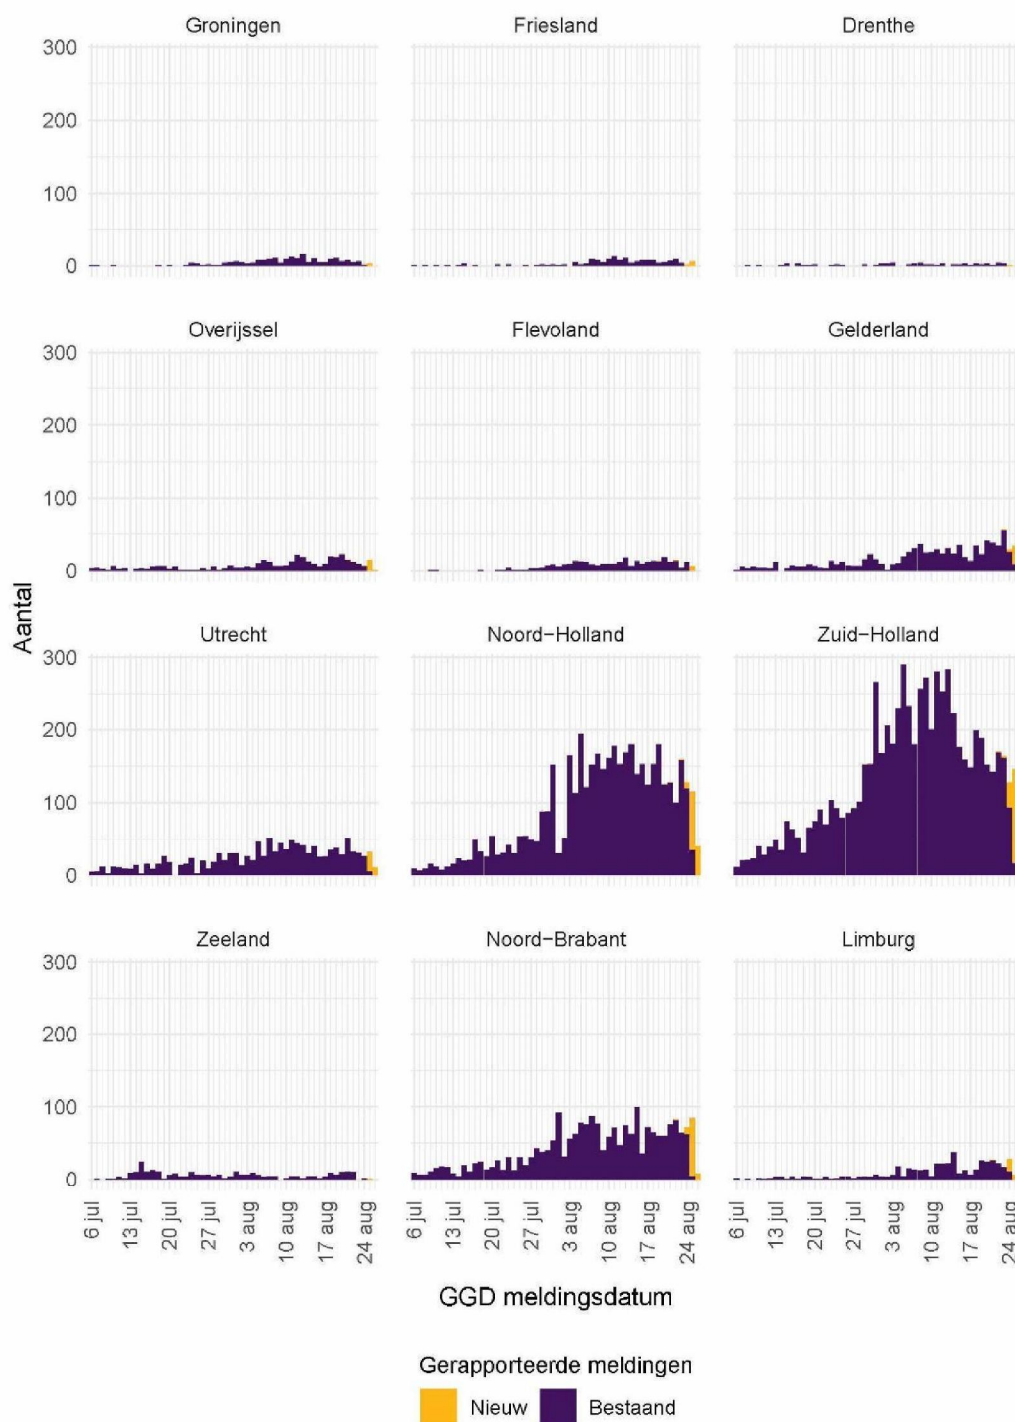 Groningen Friesland Drenthe
300
200
100
0
Overijssel Flevoland Gelderland
300
200
100
0
Aantal
Utrecht Noord-Holland Zuid-Holland
300
200
100
0
Zeeland Noord-Brabant Limburg
300
200
100
0
6 jul 13 jul 20 jul 27 jul 3 aug 10 aug 17 aug 24 aug 6 jul 13 jul 20 jul 27 jul 3 aug 10 aug 17 aug 24 aug 6 jul 13 jul 20 jul 27 jul 3 aug 10 aug 17 aug 24 aug
GGD meldingsdatum
Gerapporteerde meldingen
Nieuw Bestaand